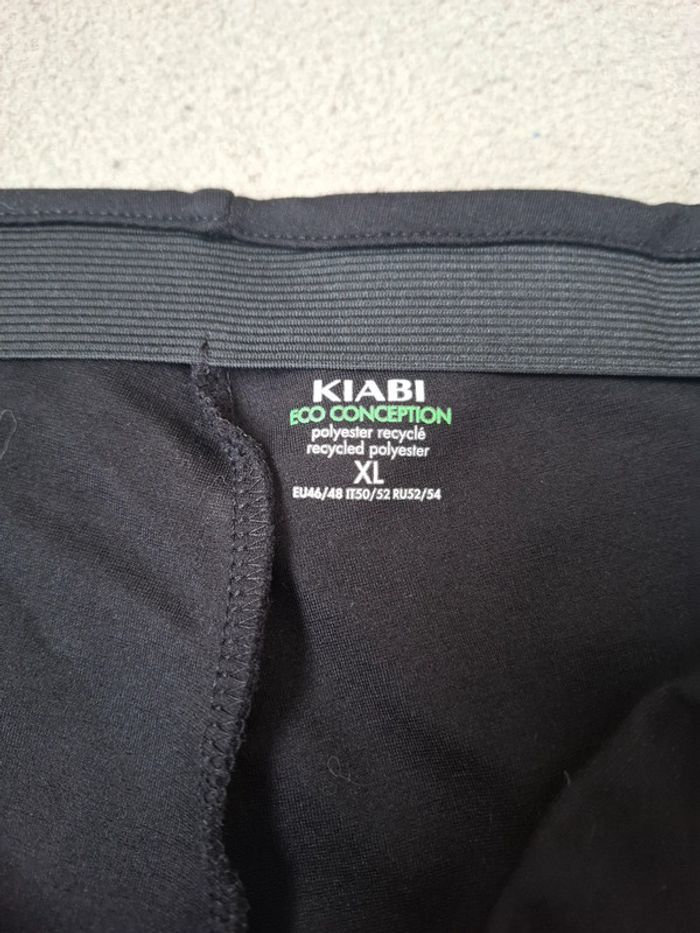 KIABI
ECO CONCEPTION
polyester recyclé
recycled polyester
XL
EU46/48 IT50/52 RU52/54